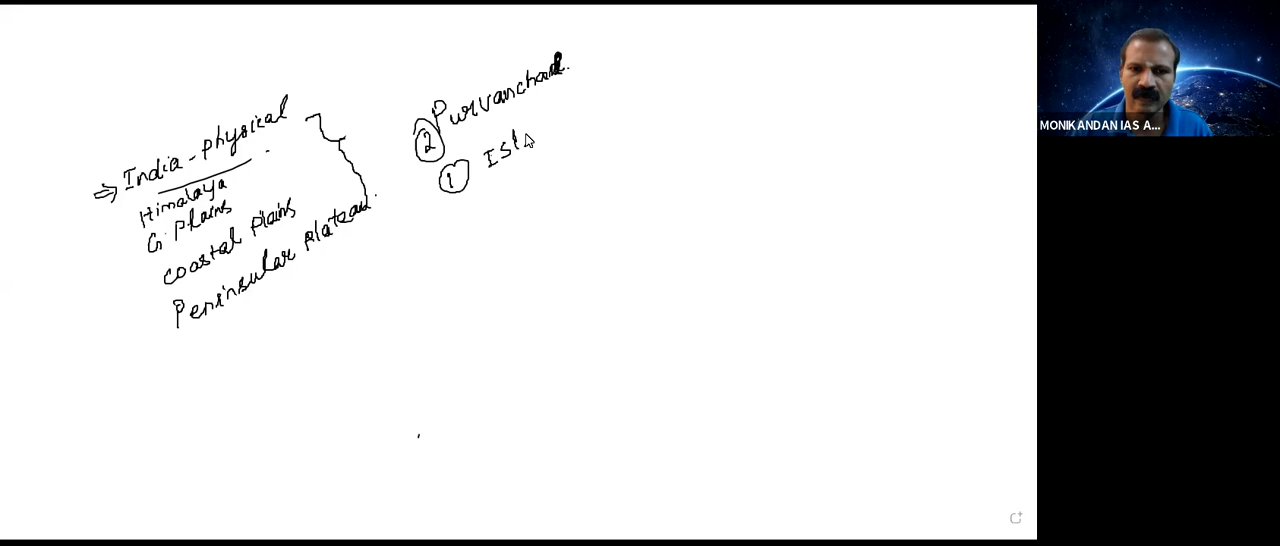 ⇒ India - physical
Himalaya
G. Plains
coastal plains
Peninsular plateau
② Purvanchal.
① Isl
MONIKANDAN IAS A...